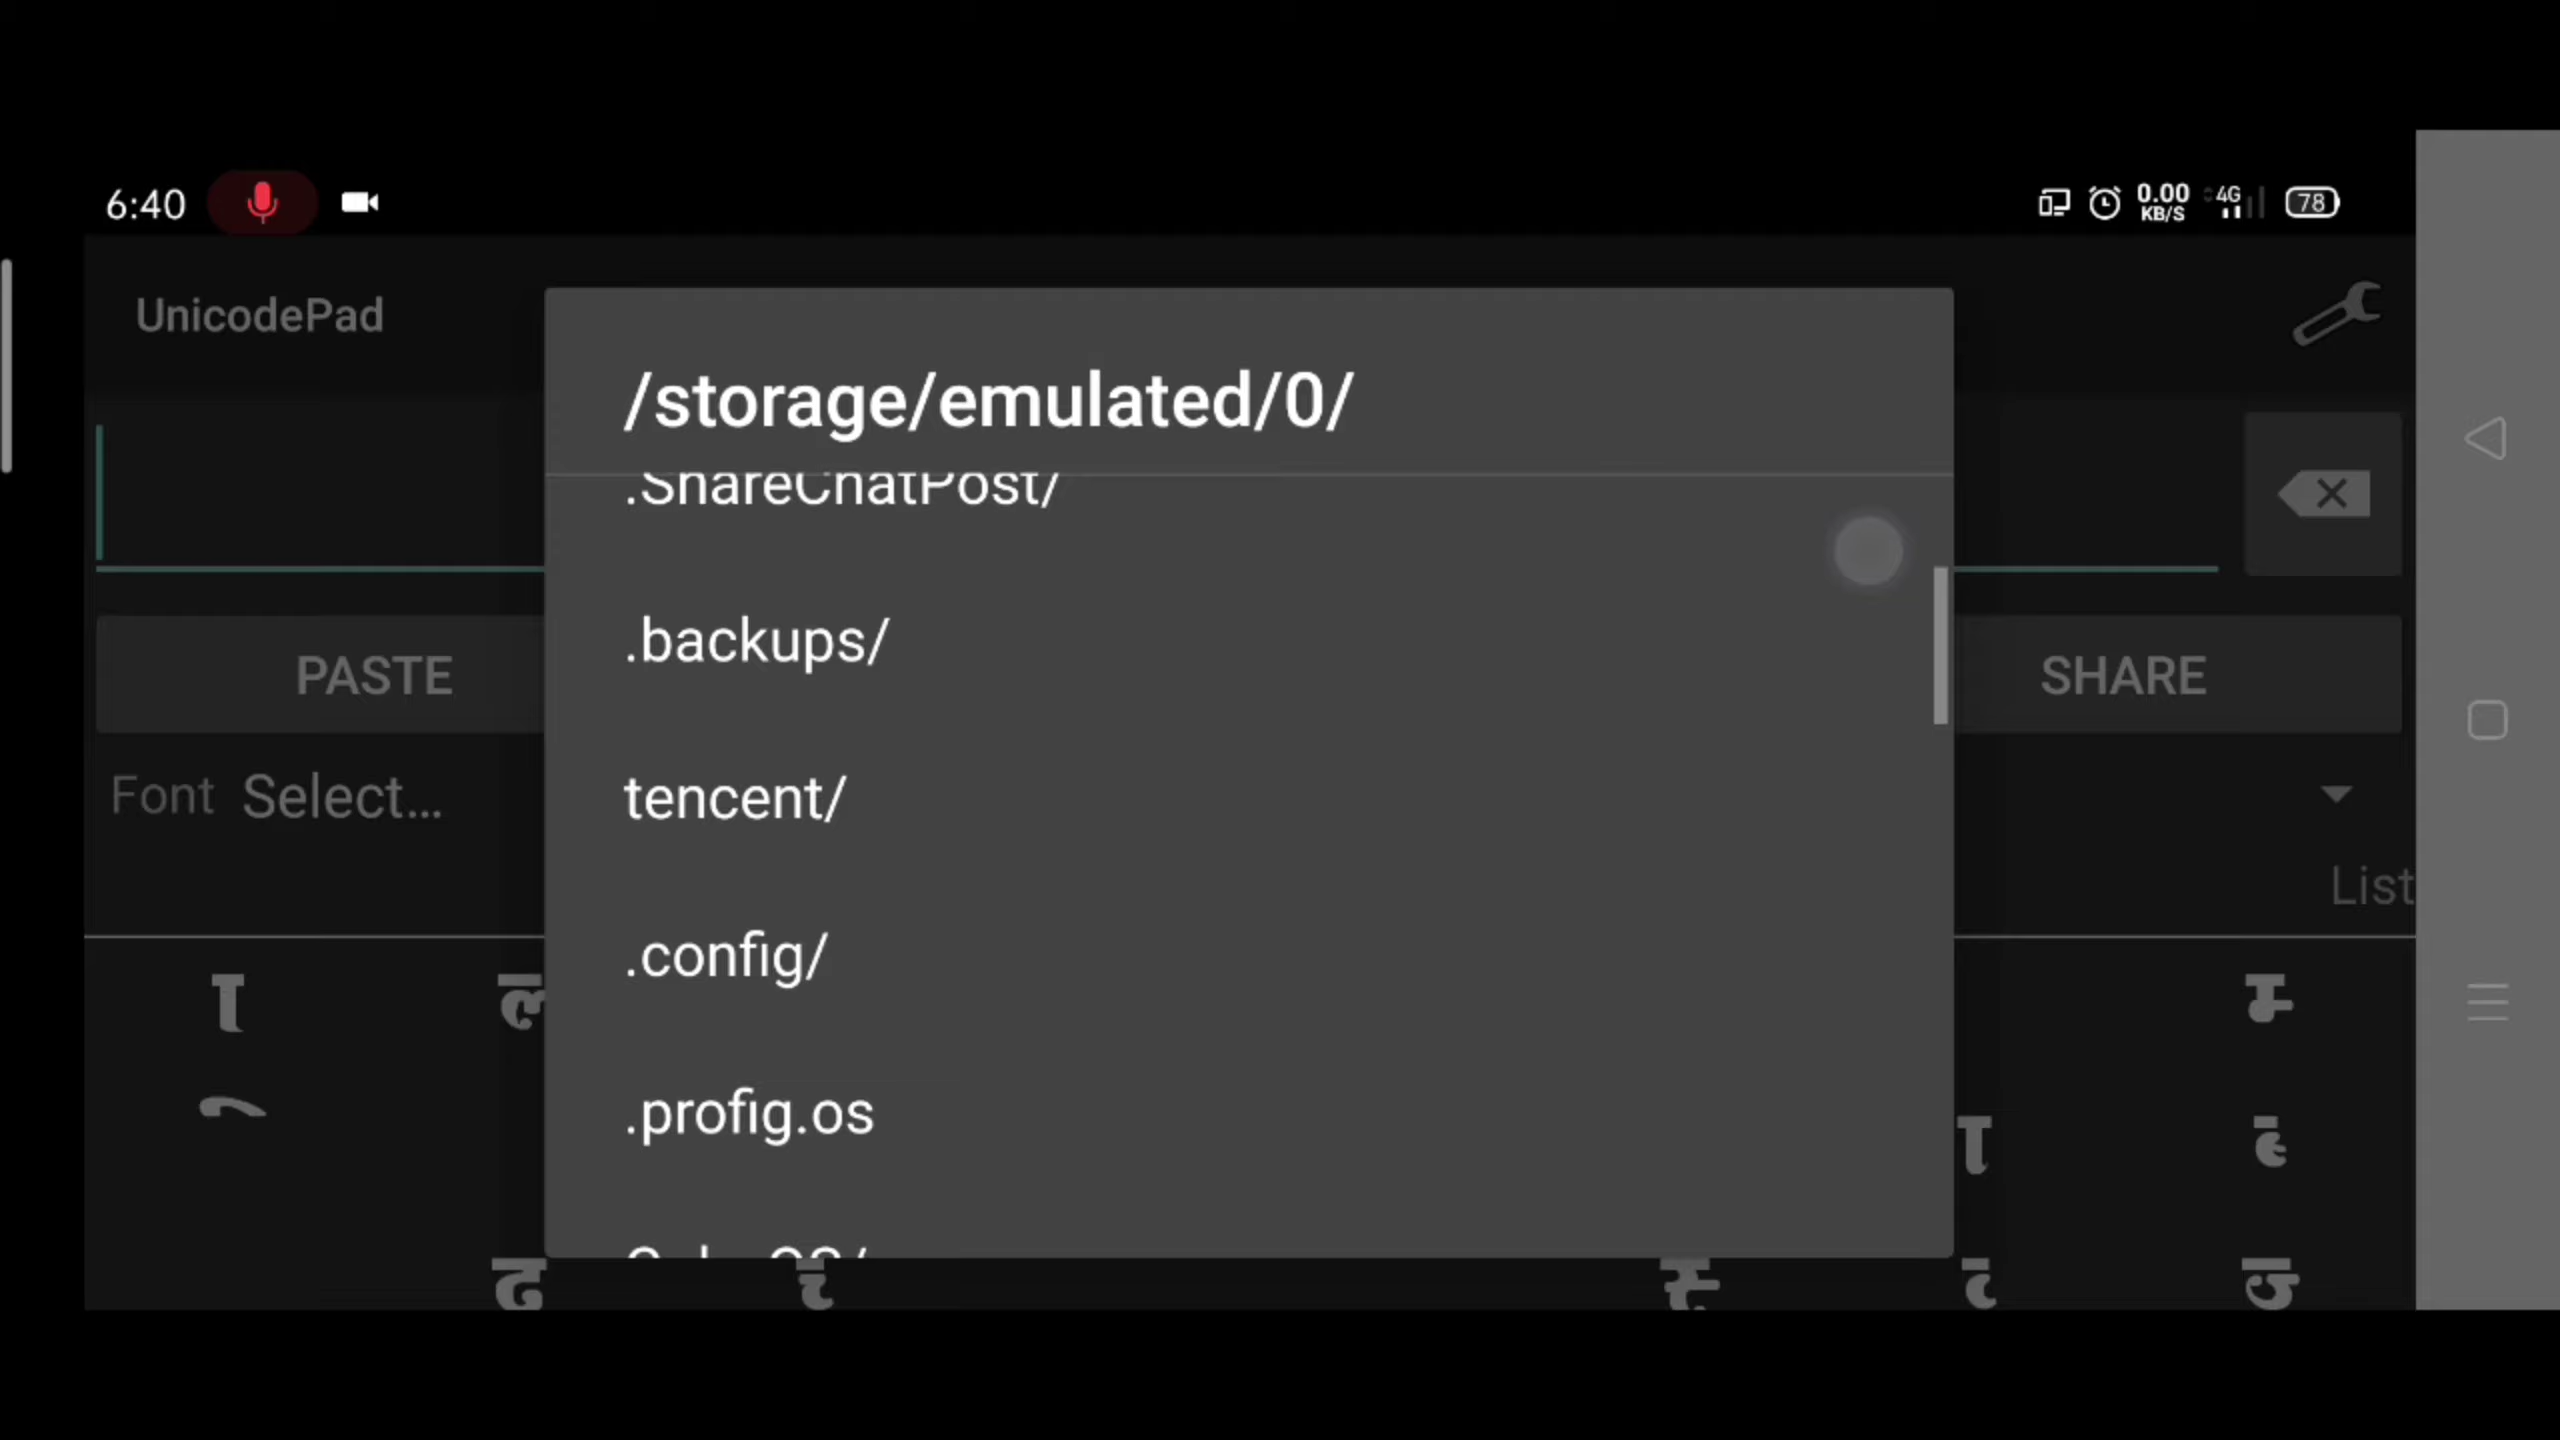 6:40
0.00
KB/S
4G
78
UnicodePad
/storage/emulated/0/
.ShareChatPost/
.backups/
PASTE
SHARE
tencent/
Font Select...
List
.config/
.profig.os